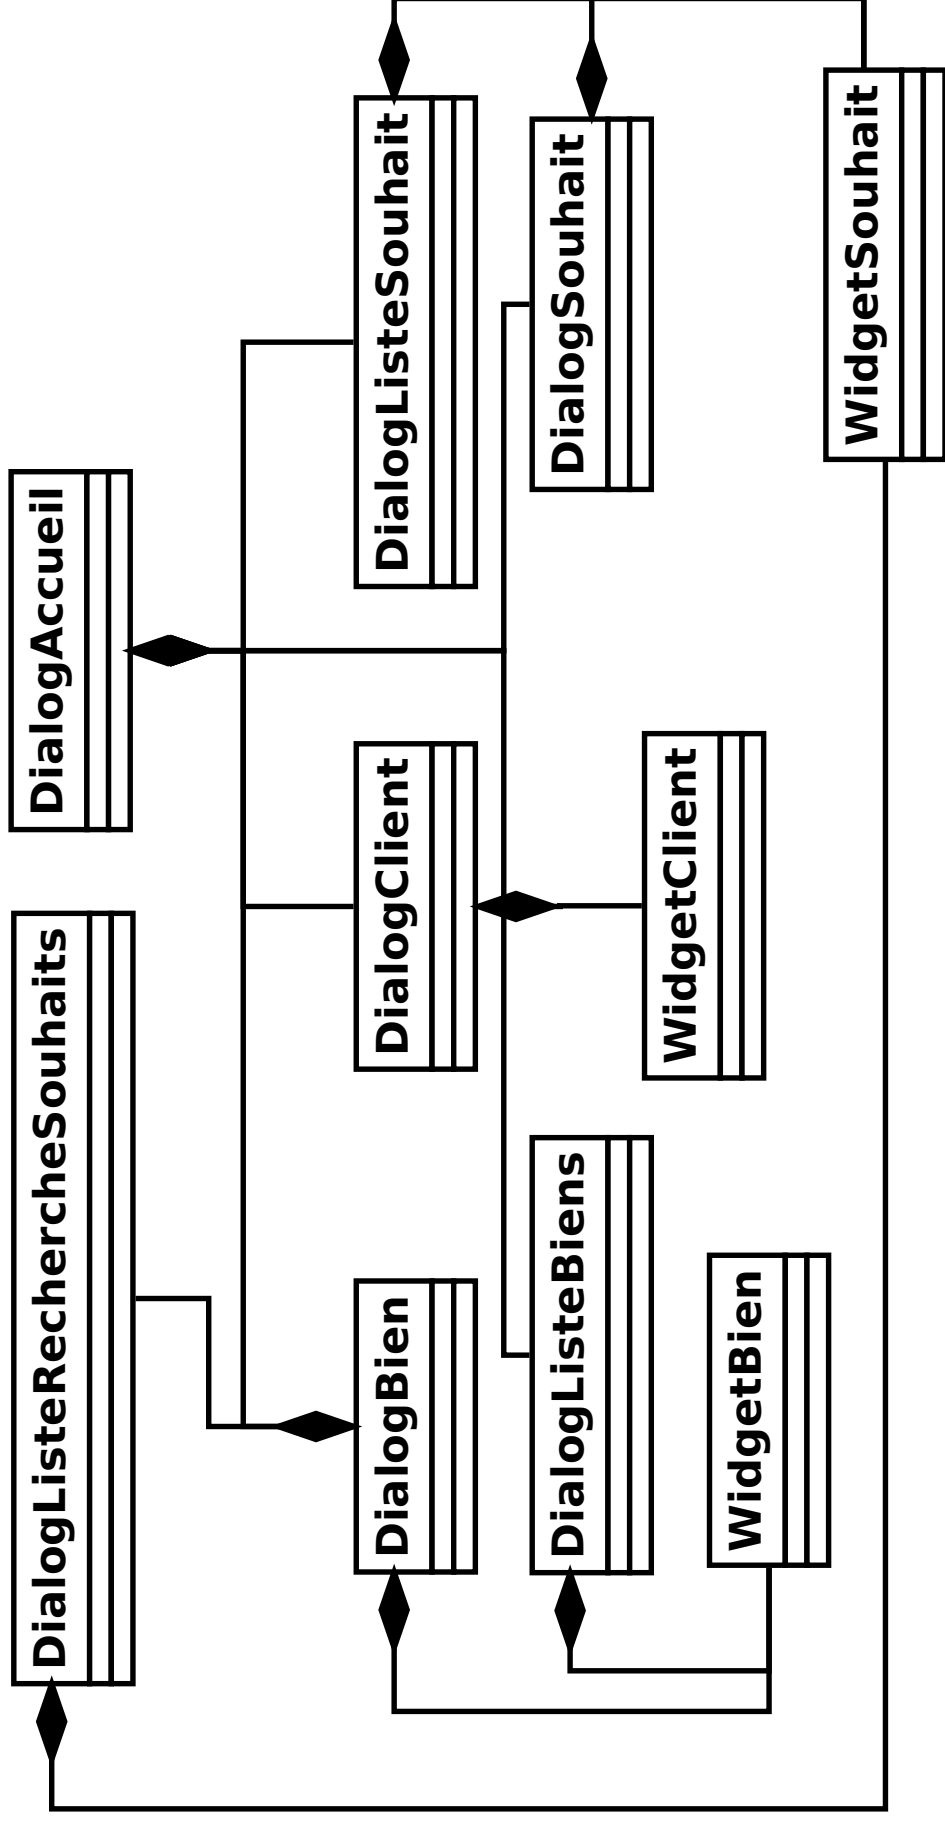 DialogListeRechercheSouhaits
DialogAccueil
DialogBien
DialogClient
DialogListeSouhait
DialogListeBiens
DialogSouhait
WidgetClient
WidgetBien
WidgetSouhait